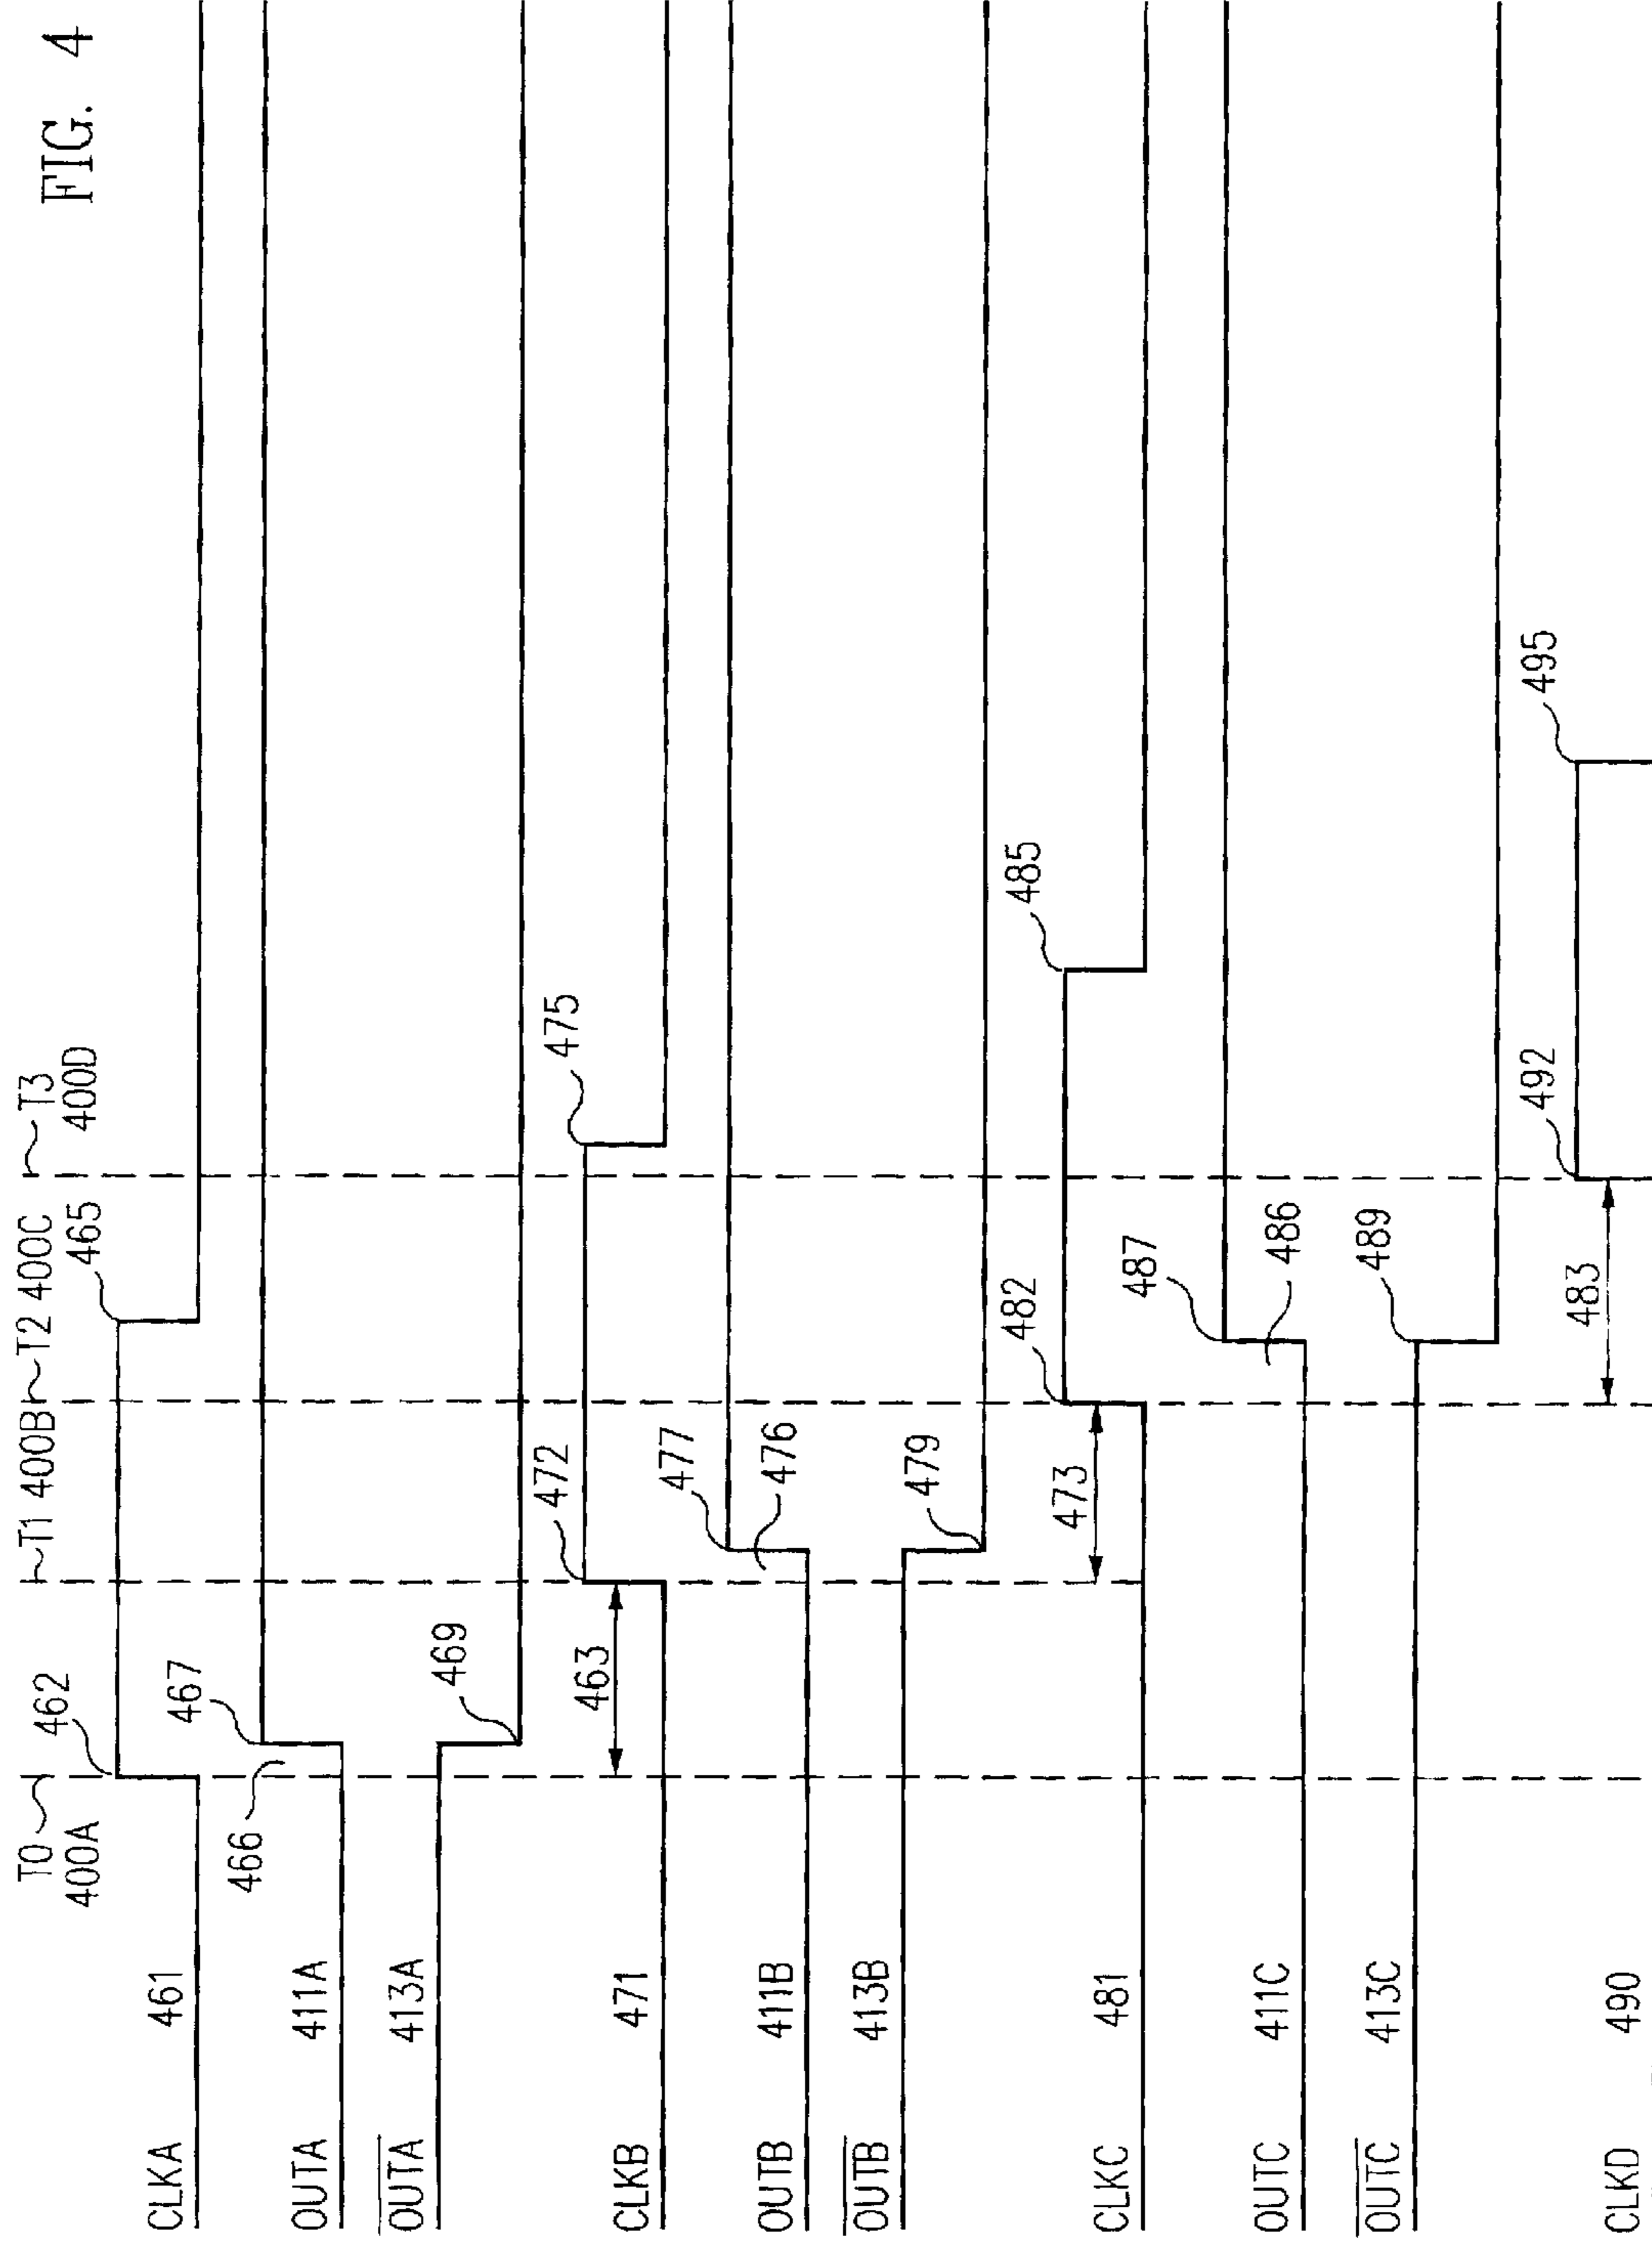 FIG. 4
T0 T1 400B T2 400C T3
400A 400D
CLKA 461 462 465
OUTA 411A 466 467
OUTA 413A 469
CLKB 471 463 472 475
OUTB 411B 477 476
OUTB 413B 479
CLKC 481 473 482 485
OUTC 411C 487 486
OUTC 413C 489
CLKD 490 483 492 495